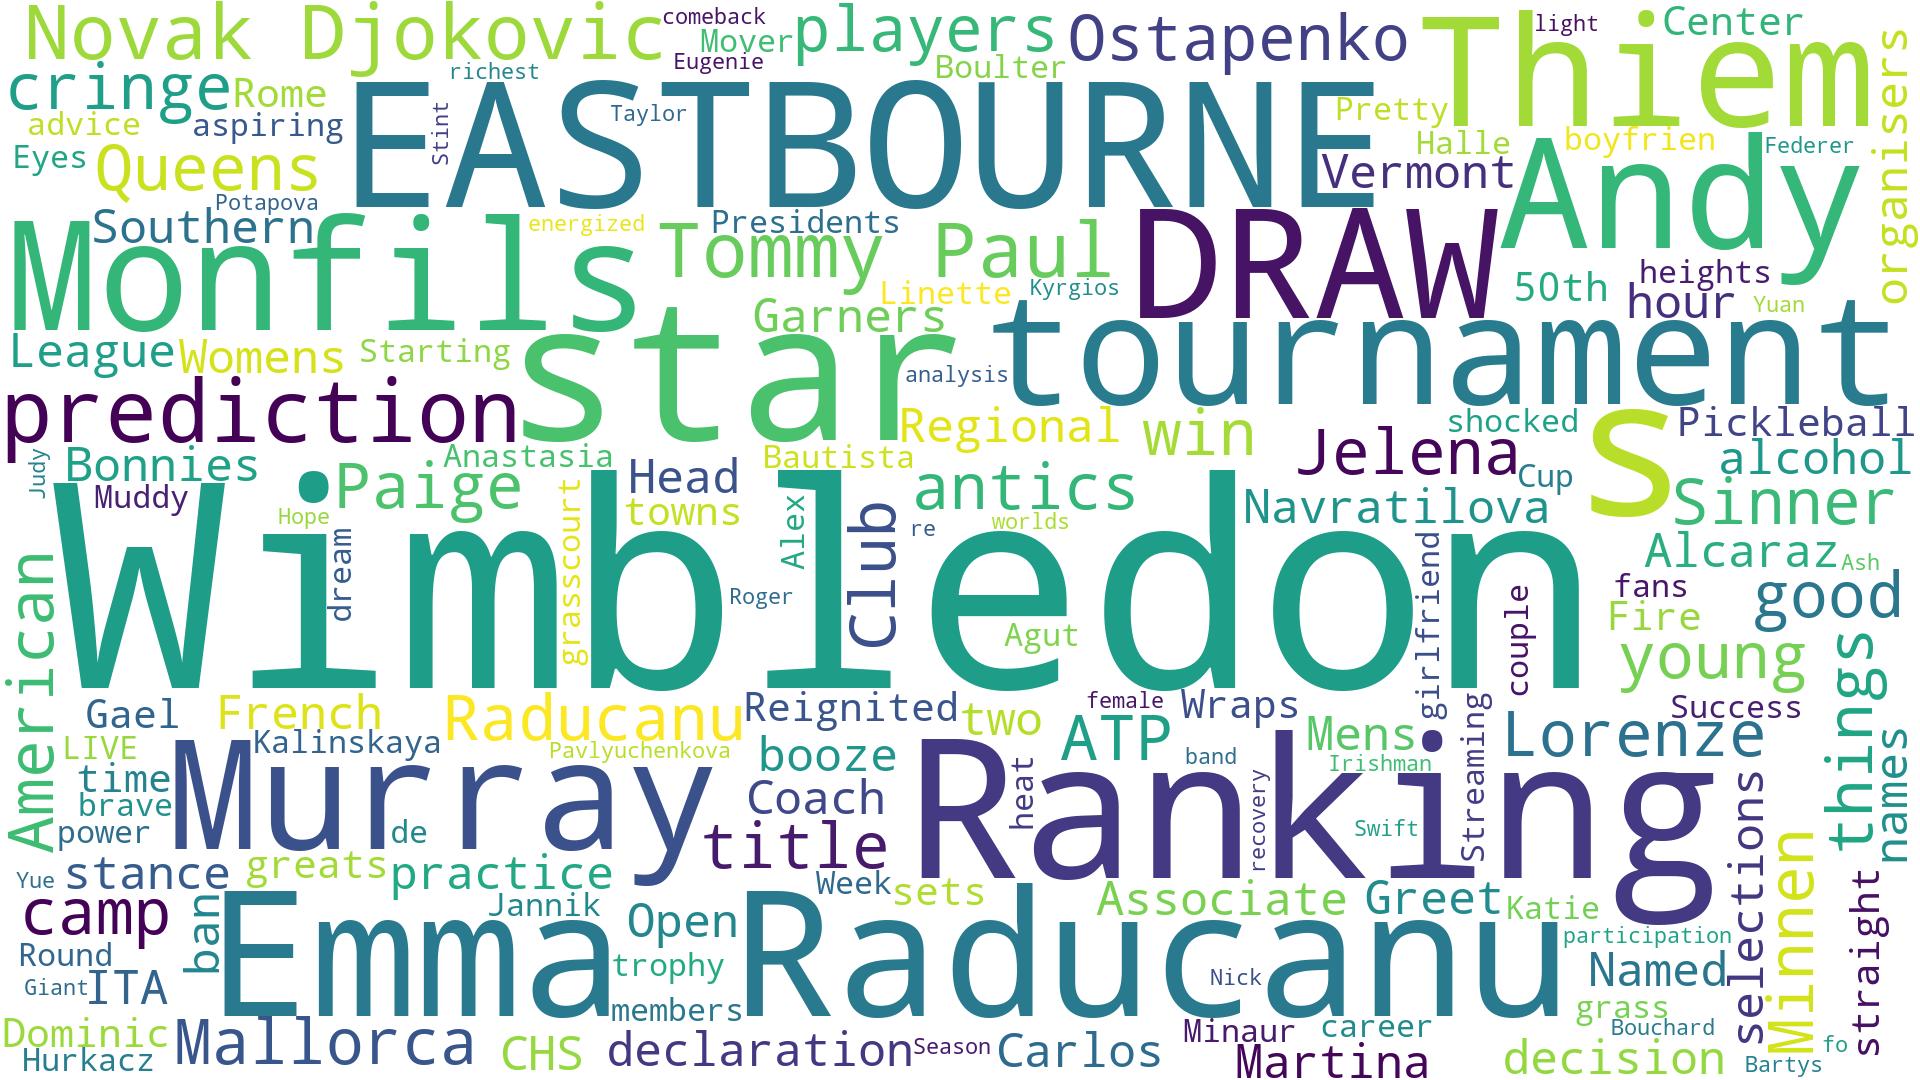 Novak Djokovic
comeback
Mover
players
Ostapenko
Thiem
light
Center
cringe
Rome
richest
Eugenie
Boulter
EASTBOURNE
Taylor
Stint
Pretty
organisers
advice
aspiring
Halle
boyfrien
Federer
Eyes
Queens
Vermont
Andy
Potapova
Southern
energized
Presidents
DRAW
Monfils
Tommy Paul
Linette
Kyrgios
50th
heights
hour
Yuan
Garners
star
tournament
League
Womens
Starting
analysis
prediction
Regional
win
shocked
S
Pickleball
Judy
Bonnies
Anastasia
Bautista
Jelena
alcohol
Muddy
Paige
Head
antics
Cup
Sinner
Wimbledon
Hope
towns
Alex
Club
re
worlds
Navratilova
dream
grasscourt
Roger
Agut
girlfriend
couple
Alcaraz
Ash
fans
good
Fire
young
things
American
Gael
French
Raducanu
Reignited
two
female
Wraps
Success
LIVE
Kalinskaya
Pavlyuchenkova
booze
ATP
band
Mens
Irishman
Lorenze
time
brave
power
Murray
de
Coach
heat
Ranking
recovery
Swift
Streaming
selections
names
title
stance
greats
practice
Yue
Week
sets
Associate
Greet
Katie
Minnen
straight
camp
ban
Emma Raducanu
Jannik
Open
participation
Round
trophy
Nick
Named
Giant
ITA
members
grass
Dominic
Mallorca
CHS
declaration
Season
Carlos
Minaur
career
Bouchard
Hurkacz
Martina
decision
Bartys
fo